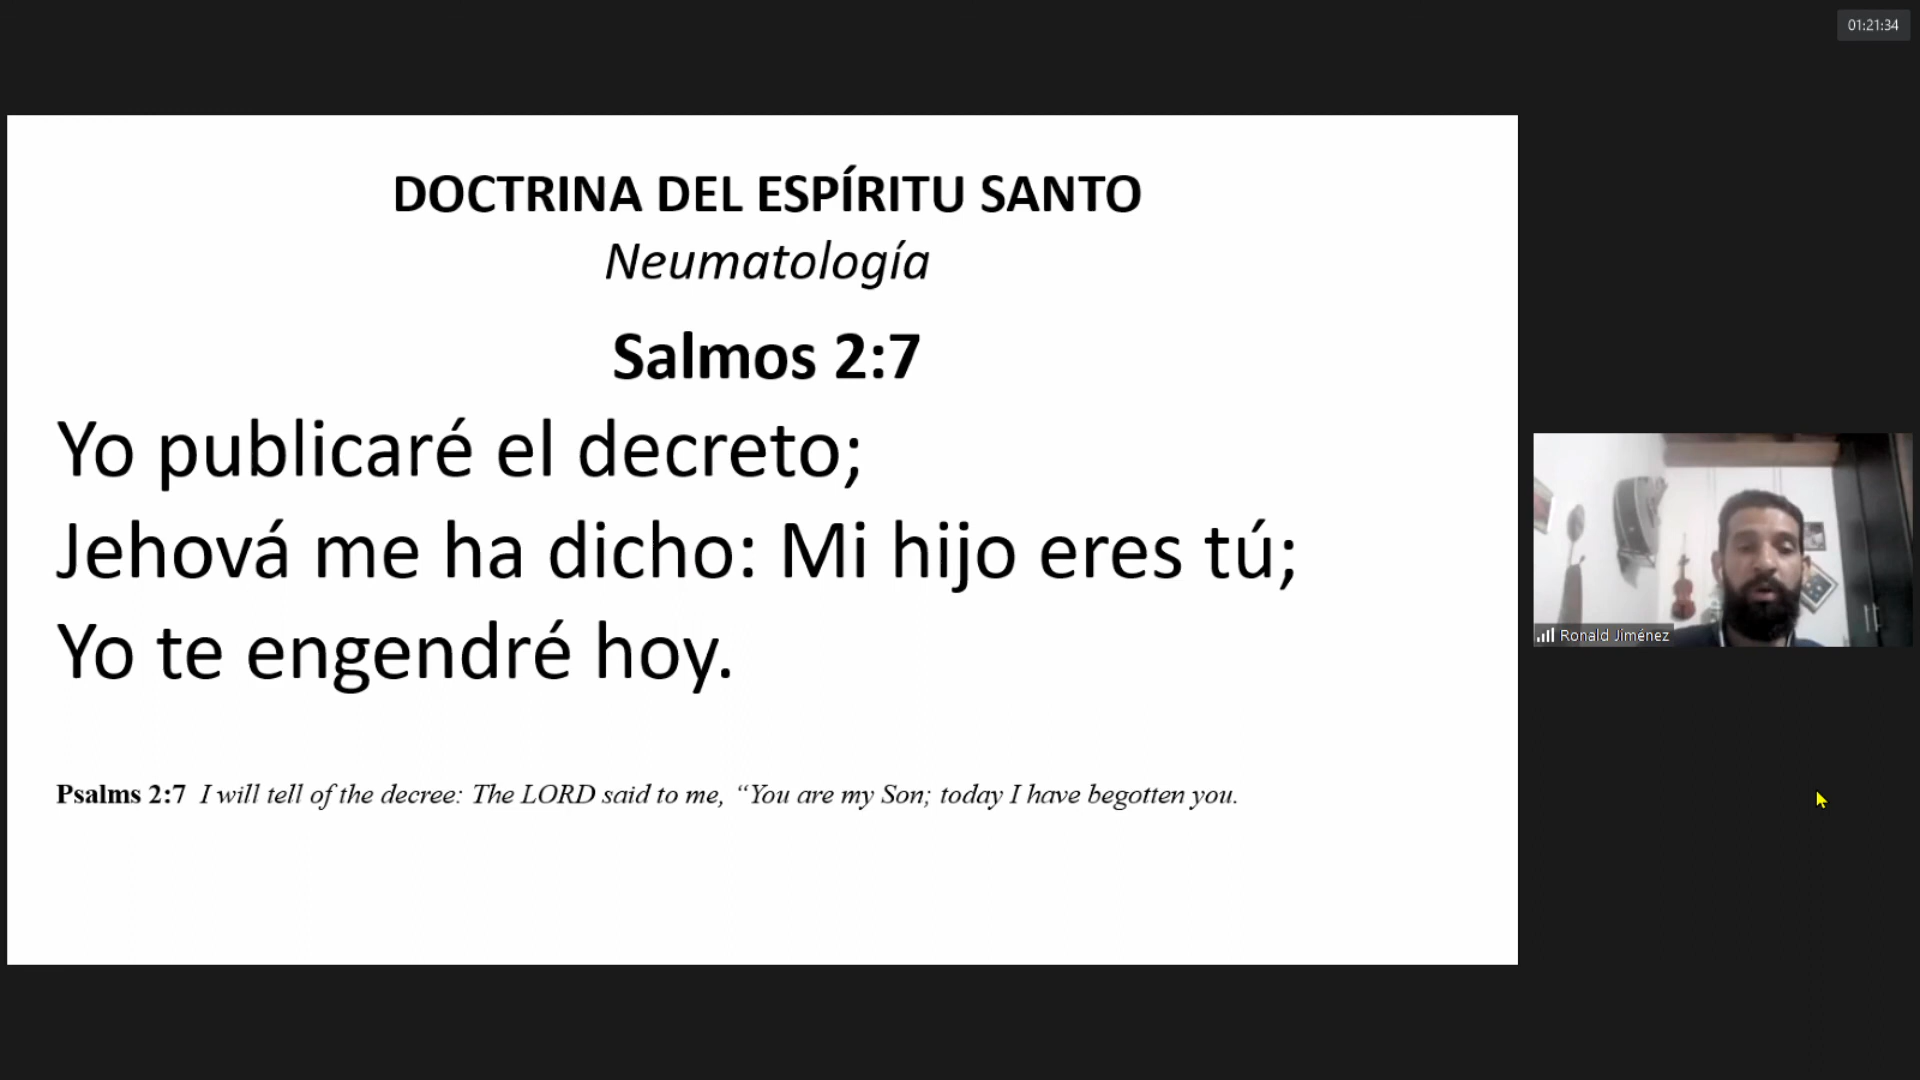 01:21:34
DOCTRINA DEL ESPÍRITU SANTO
Neumatología
Salmos 2:7
Yo publicaré el decreto;
Jehová me ha dicho: Mi hijo eres tú;
Yo te engendré hoy.
Psalms 2:7 I will tell of the decree: The LORD said to me, “You are my Son; today I have begotten you.
Ronald Jiménez